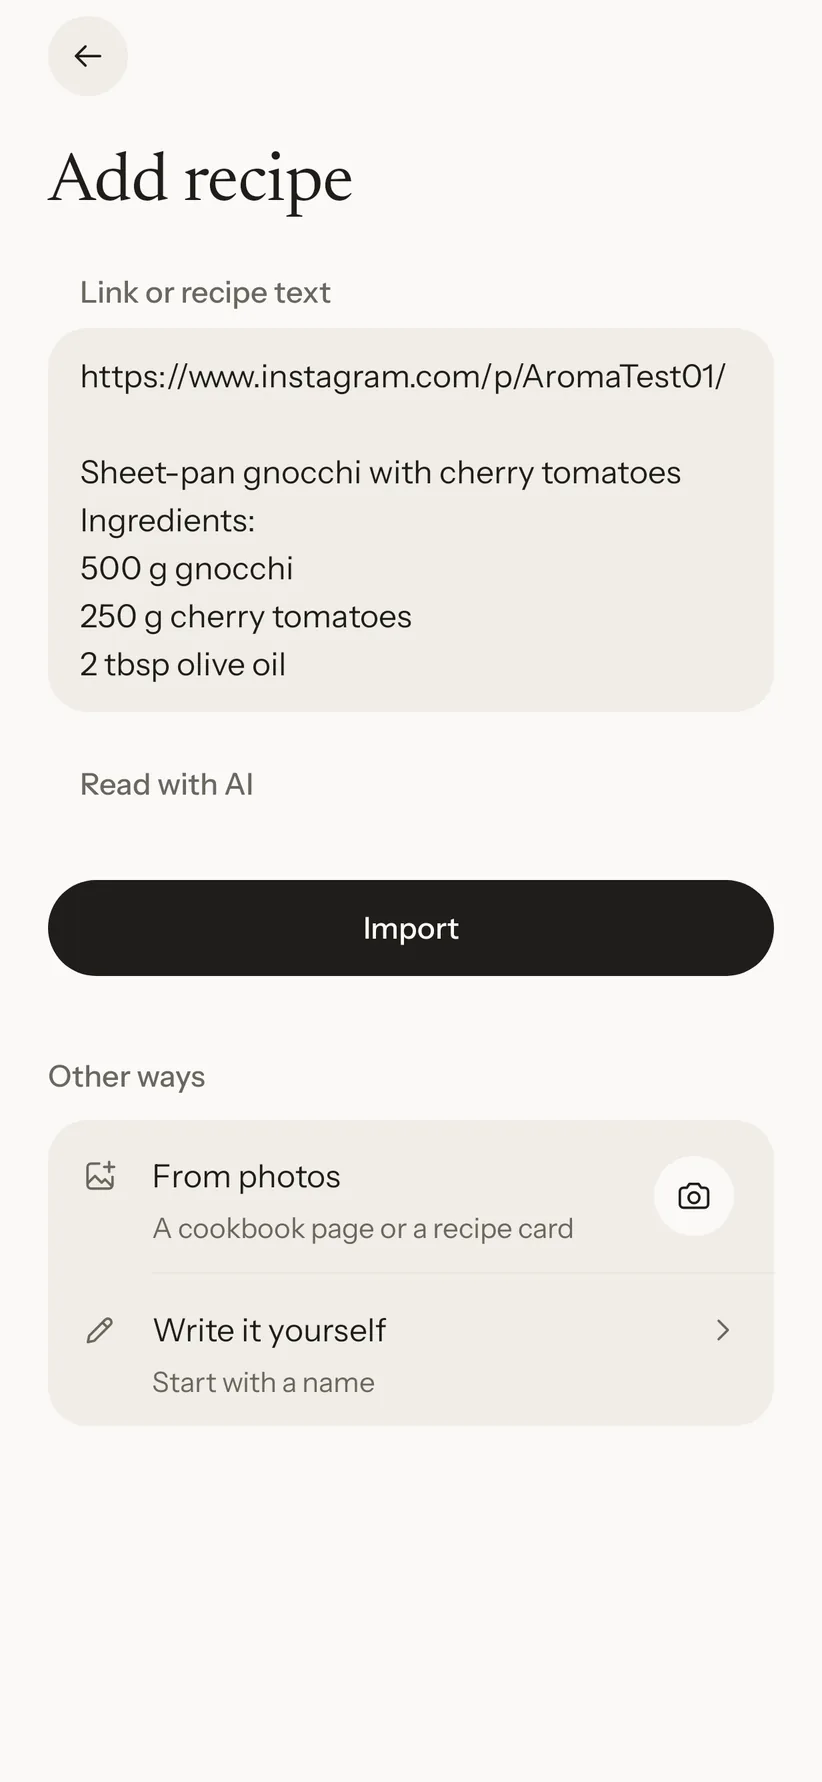 Add recipe
Link or recipe text
https://www.instagram.com/p/AromaTest01/
Sheet-pan gnocchi with cherry tomatoes
Ingredients:
500 g gnocchi
250 g cherry tomatoes
2 tbsp olive oil
Read with AI
Import
Other ways
From photos
A cookbook page or a recipe card
Write it yourself
Start with a name